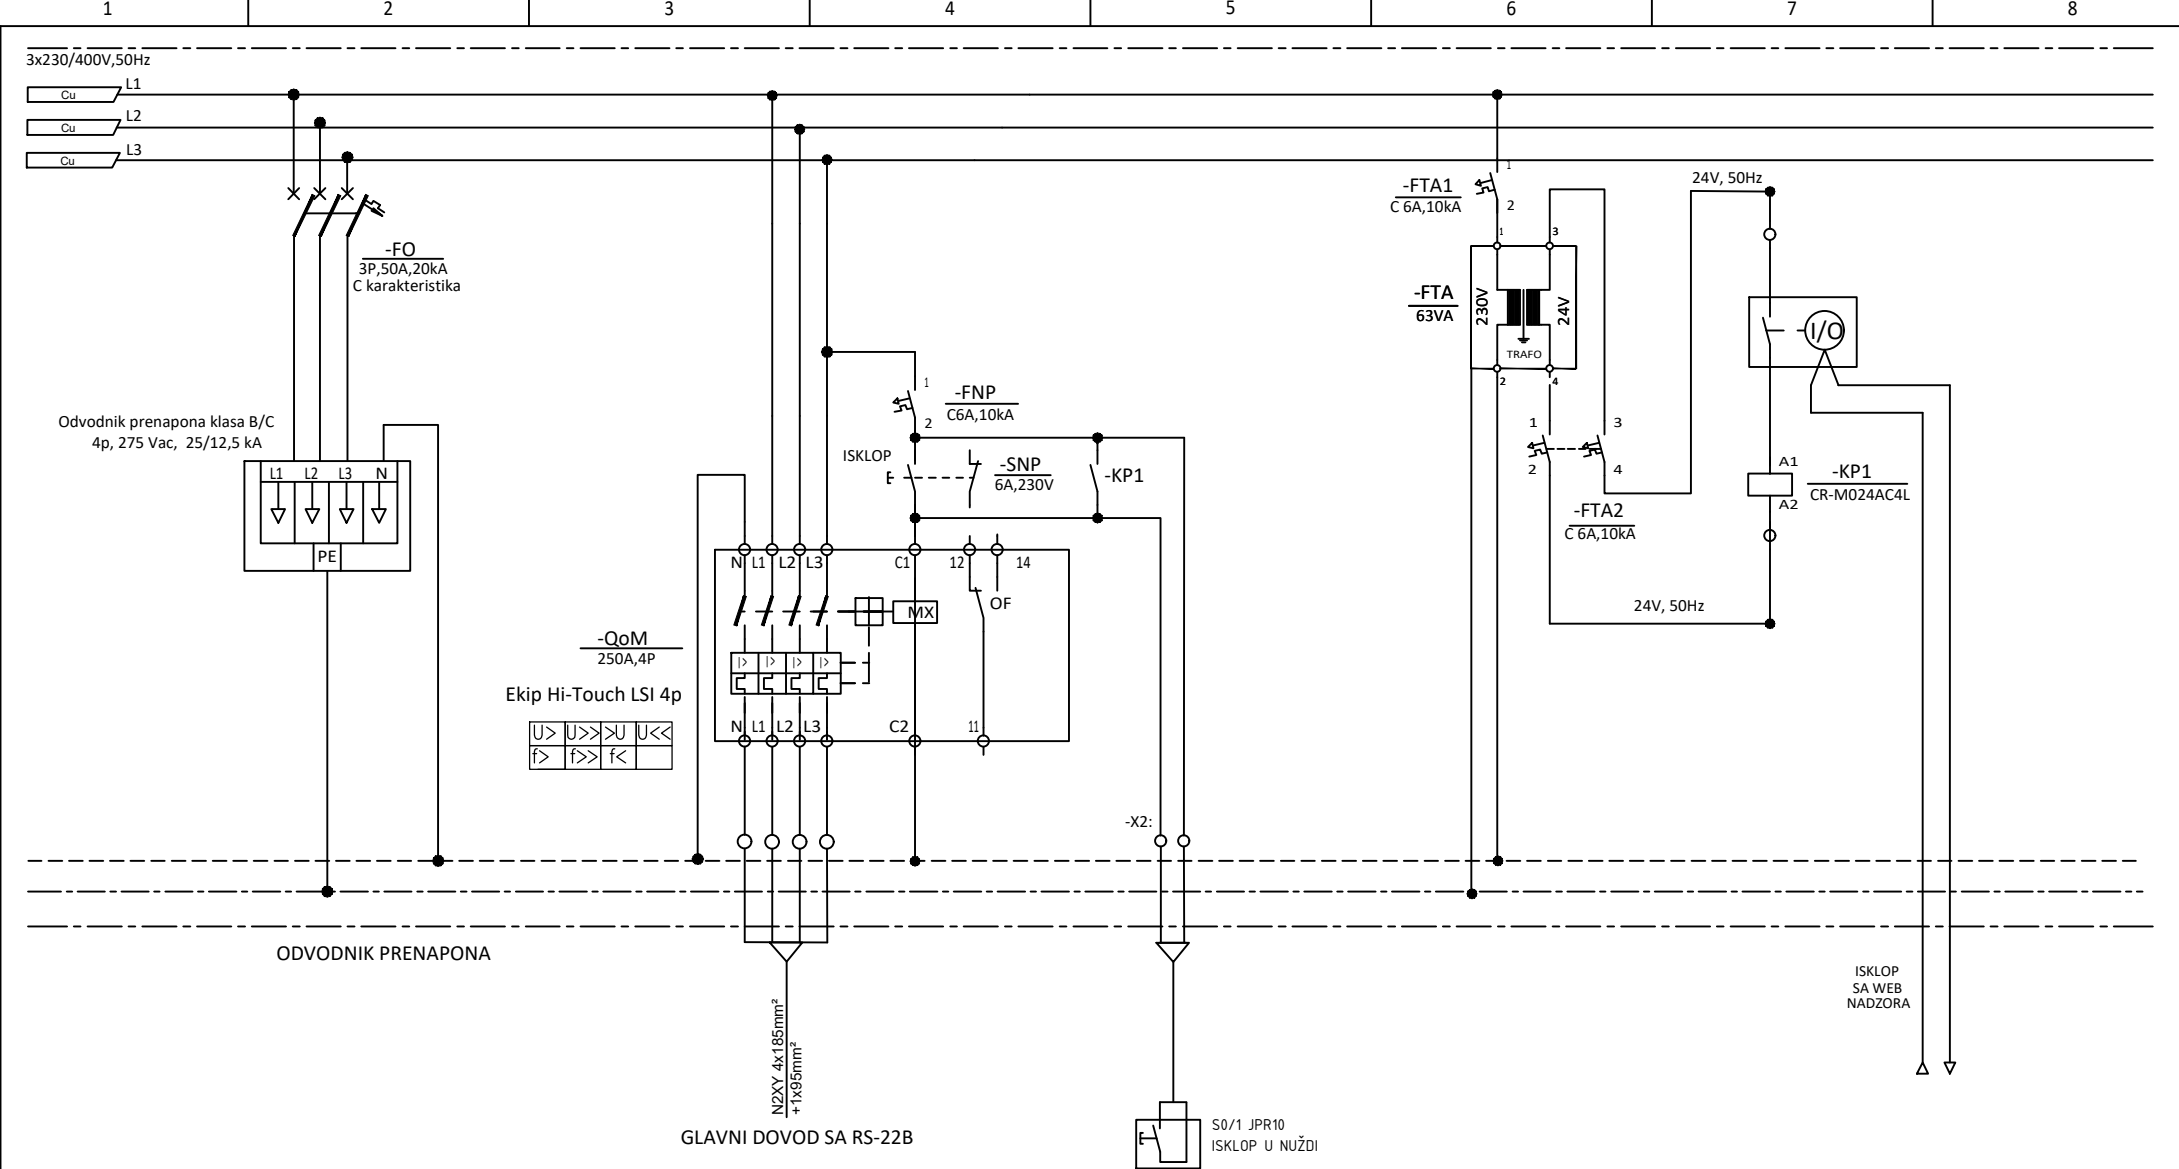 1 2 3 4 5 6 7 8
3x230/400V,50Hz
Cu L1
Cu L2
Cu L3
-FO
3P,50A,20kA
C karakteristika
Odvodnik prenapona klasa B/C
4p, 275 Vac, 25/12,5 kA
L1 L2 L3 N
PE
ODVODNIK PRENAPONA
1
-FNP
C6A,10kA
2
ISKLOP
-SNP
6A,230V
-KP1
N L1 L2 L3 C1 12 14
OF
MX
-QoM
250A,4P
I> I> I> I>
Ekip Hi-Touch LSI 4p
U> U>> >U U<<
f> f>> f<
N L1 L2 L3 C2 11
-X2:
N2XY 4x185mm²
+1x95mm²
GLAVNI DOVOD SA RS-22B
S0/1 JPR10
ISKLOP U NUŽDI
1
-FTA1
C 6A,10kA
2
1 3
-FTA
63VA
230V
24V
TRAFO
2 4
1 3
2 4
-FTA2
C 6A,10kA
24V, 50Hz
I/O
A1
-KP1
CR-M024AC4L
A2
24V, 50Hz
ISKLOP
SA WEB
NADZORA